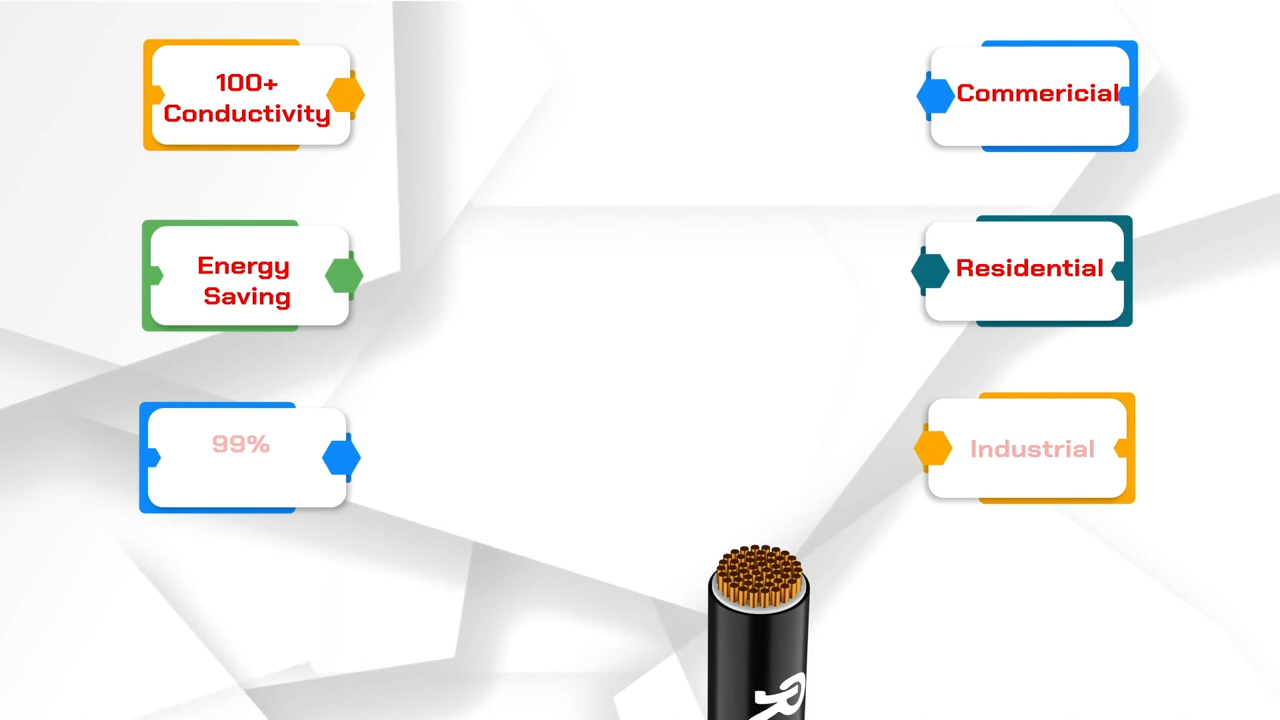 100+
Conductivity
Energy
Saving
99%
Commericial
Residential
Industrial